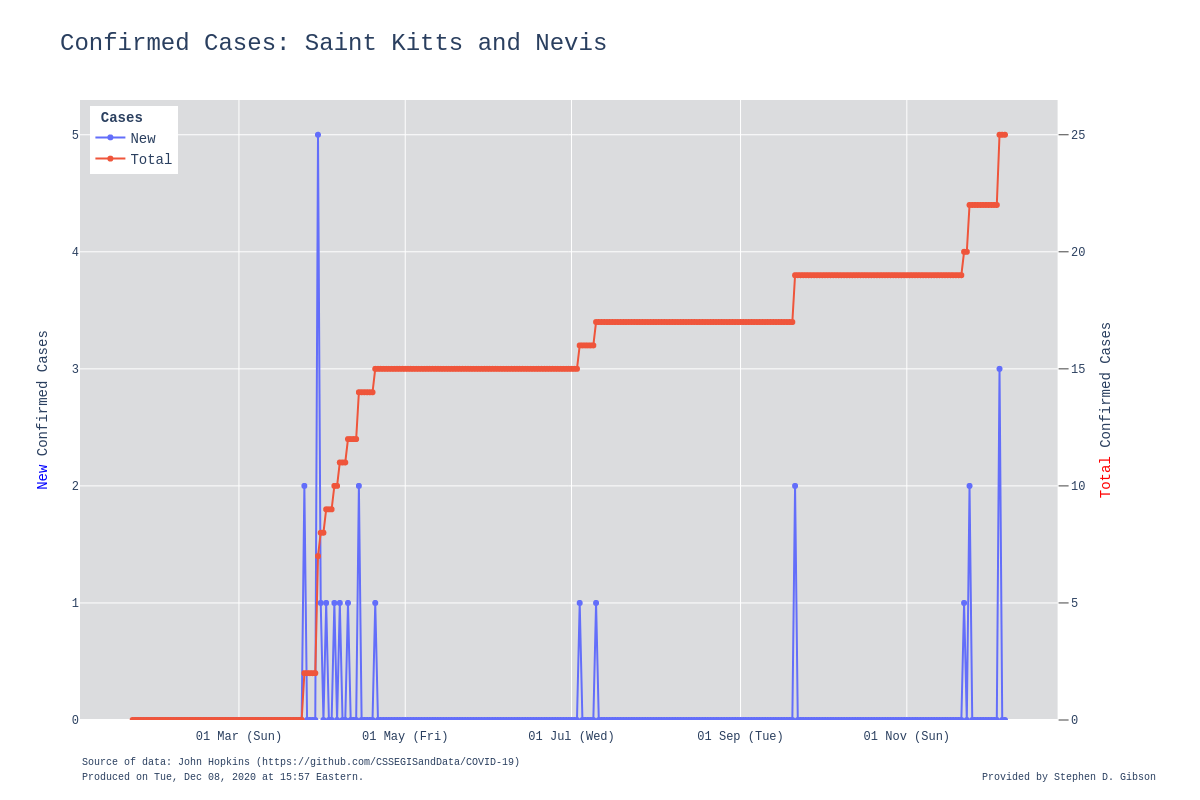 Confirmed Cases: Saint Kitts and Nevis
Cases
New
Total
5
4
3
2
1
0
25
20
15
10
5
0
New Confirmed Cases
Total Confirmed Cases
01 Mar (Sun)
01 May (Fri)
01 Jul (Wed)
01 Sep (Tue)
01 Nov (Sun)
Source of data: John Hopkins (https://github.com/CSSEGISandData/COVID-19)
Produced on Tue, Dec 08, 2020 at 15:57 Eastern.
Provided by Stephen D. Gibson